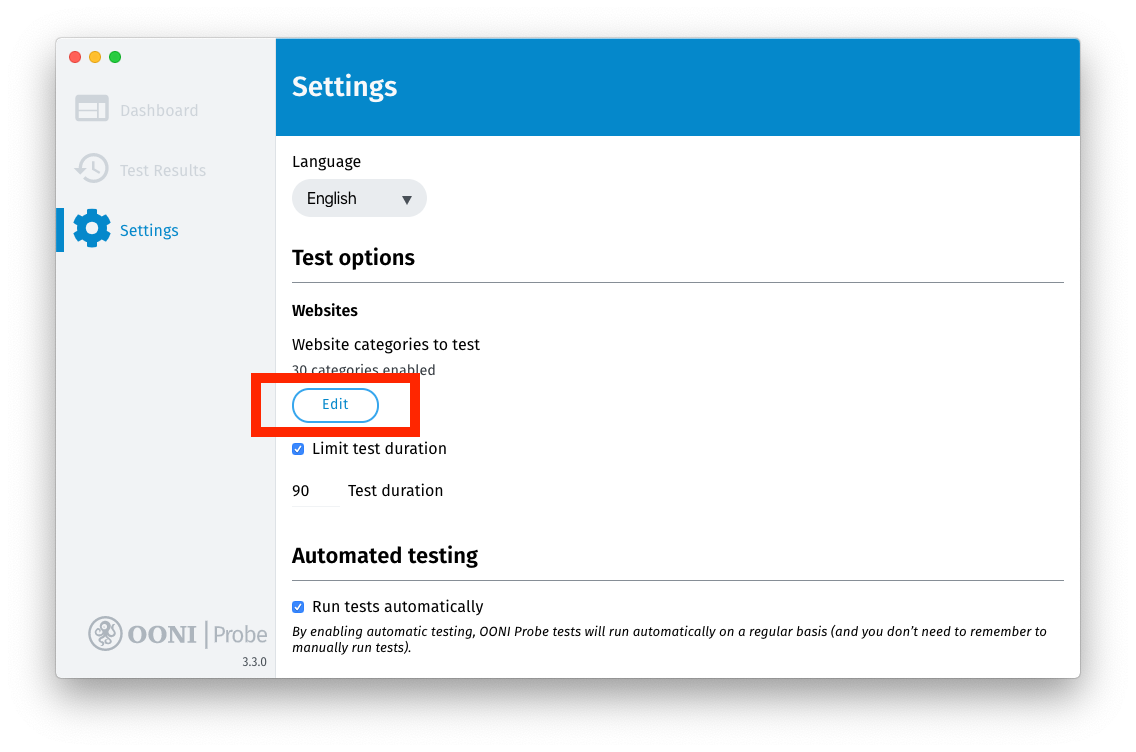 Dashboard
Test Results
Settings
OONI Probe
3.3.0
Settings
Language
English
Test options
Websites
Website categories to test
30 categories enabled
Edit
Limit test duration
90 Test duration
Automated testing
Run tests automatically
By enabling automatic testing, OONI Probe tests will run automatically on a regular basis (and you don't need to remember to
manually run tests).